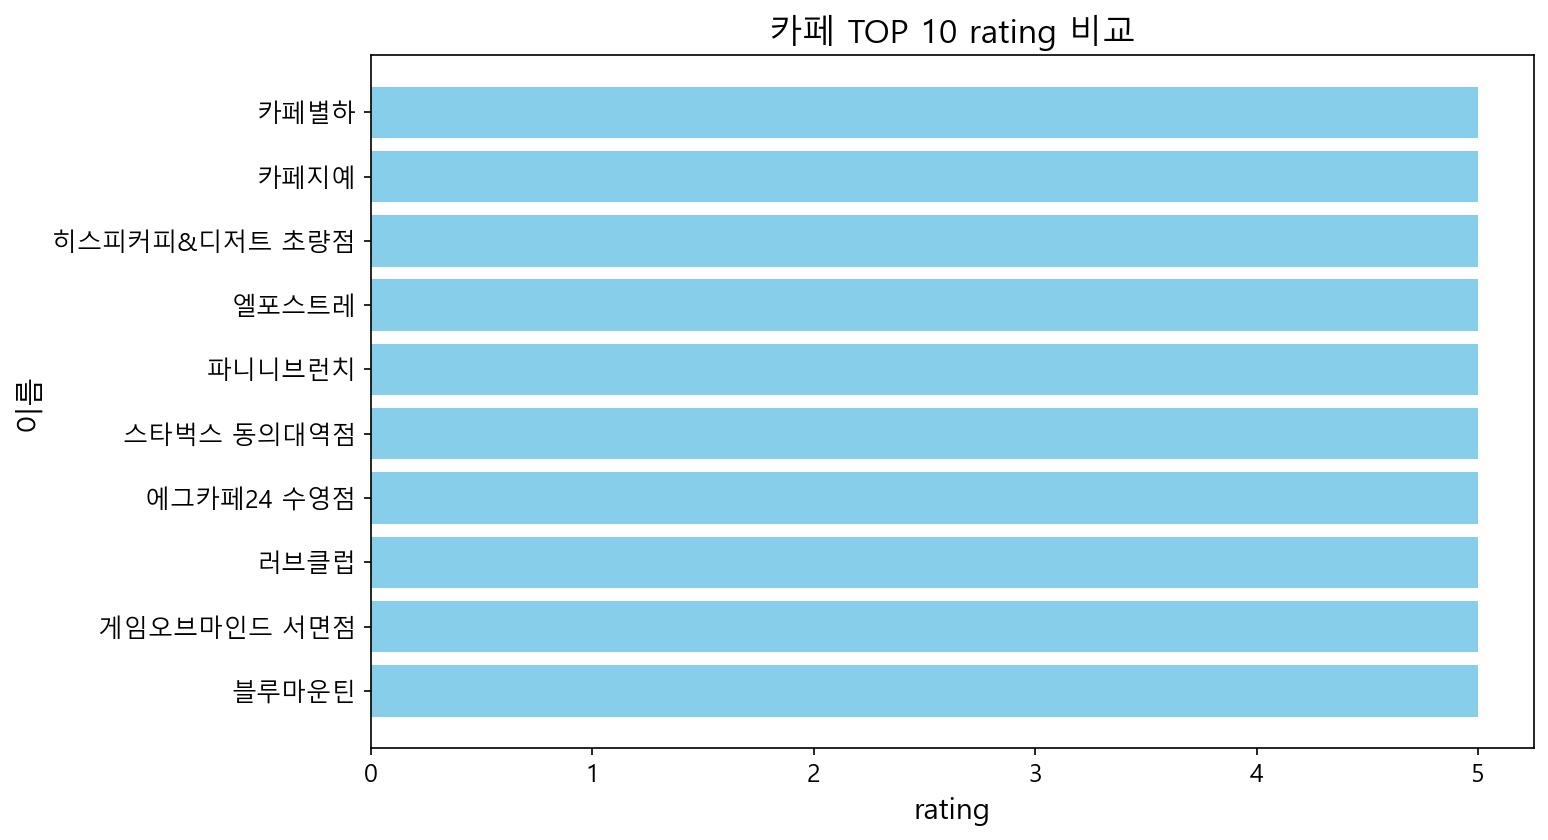 카페 TOP 10 rating 비교
카페별하
카페지예
히스피커피&디저트 초량점
엘포스트레
파니니브런치
스타벅스 동의대역점
에그카페24 수영점
러브클럽
게임오브마인드 서면점
블루마운틴
이름
0 1 2 3 4 5
rating